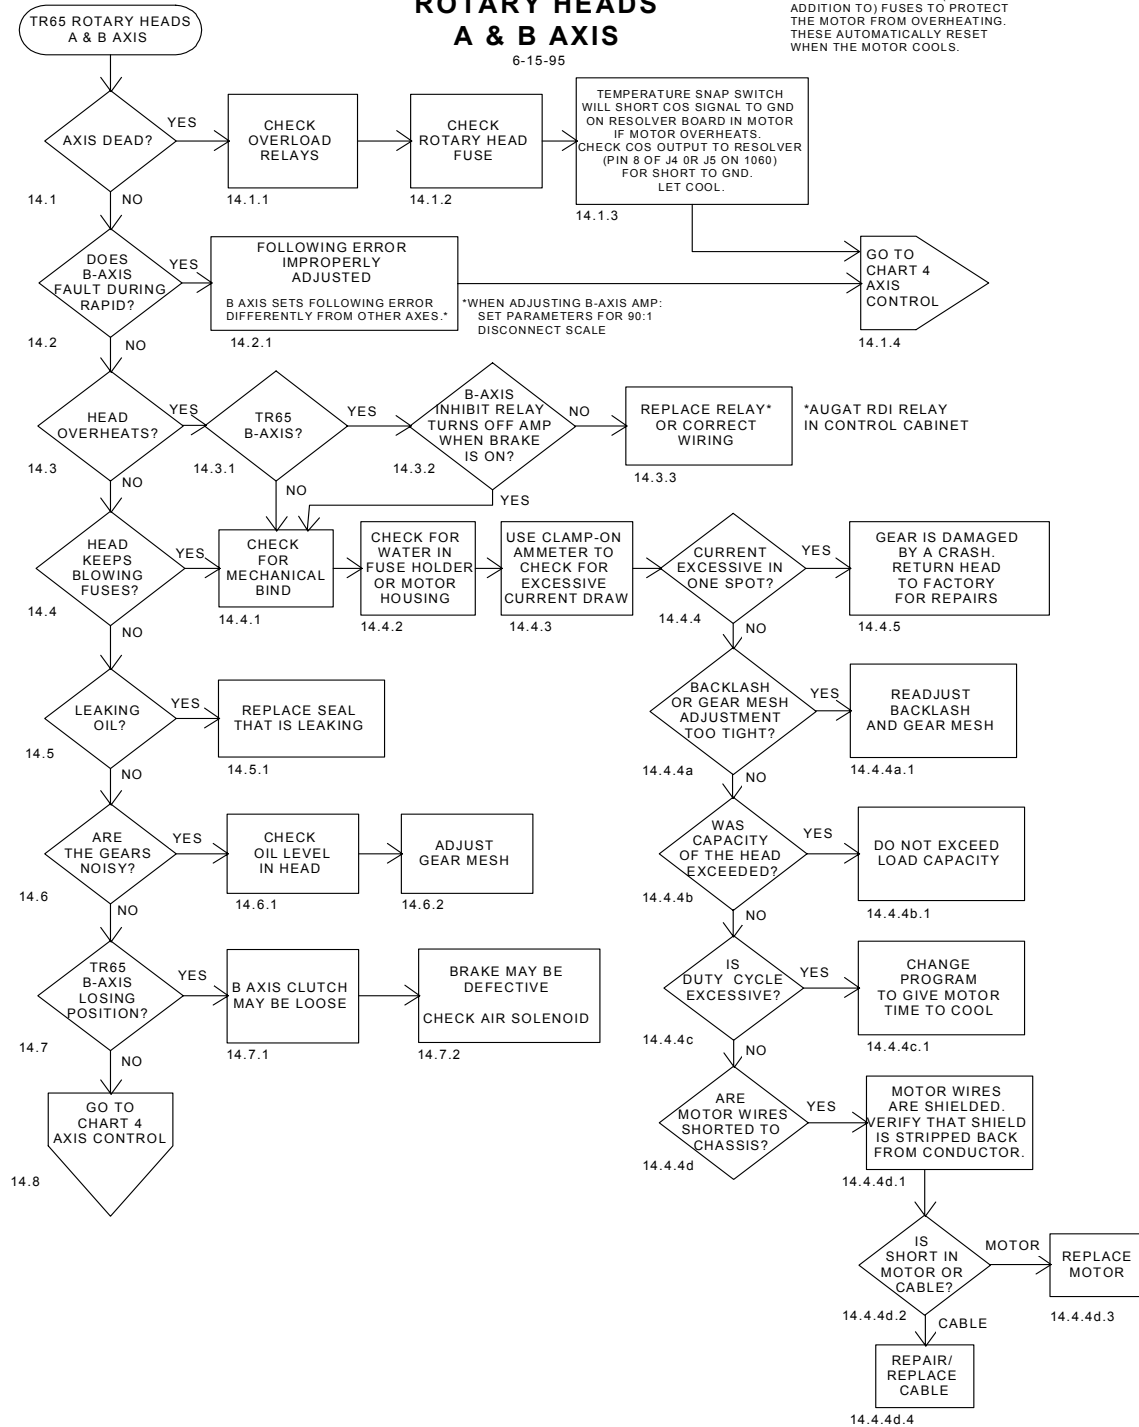 ROTARY HEADS
A & B AXIS
6-15-95
ADDITION TO) FUSES TO PROTECT
THE MOTOR FROM OVERHEATING.
THESE AUTOMATICALLY RESET
WHEN THE MOTOR COOLS.
TR65 ROTARY HEADS
A & B AXIS
AXIS DEAD?
YES
NO
14.1
CHECK
OVERLOAD
RELAYS
14.1.1
CHECK
ROTARY HEAD
FUSE
14.1.2
TEMPERATURE SNAP SWITCH
WILL SHORT COS SIGNAL TO GND
ON RESOLVER BOARD IN MOTOR
IF MOTOR OVERHEATS.
CHECK COS OUTPUT TO RESOLVER
(PIN 8 OF J4 0R J5 ON 1060)
FOR SHORT TO GND.
LET COOL.
14.1.3
GO TO
CHART 4
AXIS
CONTROL
14.1.4
DOES
B-AXIS
FAULT DURING
RAPID?
YES
NO
14.2
FOLLOWING ERROR
IMPROPERLY
ADJUSTED
B AXIS SETS FOLLOWING ERROR
DIFFERENTLY FROM OTHER AXES.*
14.2.1
*WHEN ADJUSTING B-AXIS AMP:
SET PARAMETERS FOR 90:1
DISCONNECT SCALE
HEAD
OVERHEATS?
YES
NO
14.3
TR65
B-AXIS?
YES
NO
14.3.1
B-AXIS
INHIBIT RELAY
TURNS OFF AMP
WHEN BRAKE
IS ON?
NO
YES
14.3.2
REPLACE RELAY*
OR CORRECT
WIRING
14.3.3
*AUGAT RDI RELAY
IN CONTROL CABINET
HEAD
KEEPS
BLOWING
FUSES?
YES
NO
14.4
CHECK
FOR
MECHANICAL
BIND
14.4.1
CHECK FOR
WATER IN
FUSE HOLDER
OR MOTOR
HOUSING
14.4.2
USE CLAMP-ON
AMMETER TO
CHECK FOR
EXCESSIVE
CURRENT DRAW
14.4.3
CURRENT
EXCESSIVE IN
ONE SPOT?
YES
NO
14.4.4
GEAR IS DAMAGED
BY A CRASH.
RETURN HEAD
TO FACTORY
FOR REPAIRS
14.4.5
LEAKING
OIL?
YES
NO
14.5
REPLACE SEAL
THAT IS LEAKING
14.5.1
BACKLASH
OR GEAR MESH
ADJUSTMENT
TOO TIGHT?
YES
NO
14.4.4a
READJUST
BACKLASH
AND GEAR MESH
14.4.4a.1
ARE
THE GEARS
NOISY?
YES
NO
14.6
CHECK
OIL LEVEL
IN HEAD
14.6.1
ADJUST
GEAR MESH
14.6.2
WAS
CAPACITY
OF THE HEAD
EXCEEDED?
YES
NO
14.4.4b
DO NOT EXCEED
LOAD CAPACITY
14.4.4b.1
TR65
B-AXIS
LOSING
POSITION?
YES
NO
14.7
B AXIS CLUTCH
MAY BE LOOSE
14.7.1
BRAKE MAY BE
DEFECTIVE
CHECK AIR SOLENOID
14.7.2
IS
DUTY CYCLE
EXCESSIVE?
YES
NO
14.4.4c
CHANGE
PROGRAM
TO GIVE MOTOR
TIME TO COOL
14.4.4c.1
GO TO
CHART 4
AXIS CONTROL
14.8
ARE
MOTOR WIRES
SHORTED TO
CHASSIS?
YES
14.4.4d
MOTOR WIRES
ARE SHIELDED.
VERIFY THAT SHIELD
IS STRIPPED BACK
FROM CONDUCTOR.
14.4.4d.1
IS
SHORT IN
MOTOR OR
CABLE?
MOTOR
CABLE
14.4.4d.2
REPLACE
MOTOR
14.4.4d.3
REPAIR/
REPLACE
CABLE
14.4.4d.4